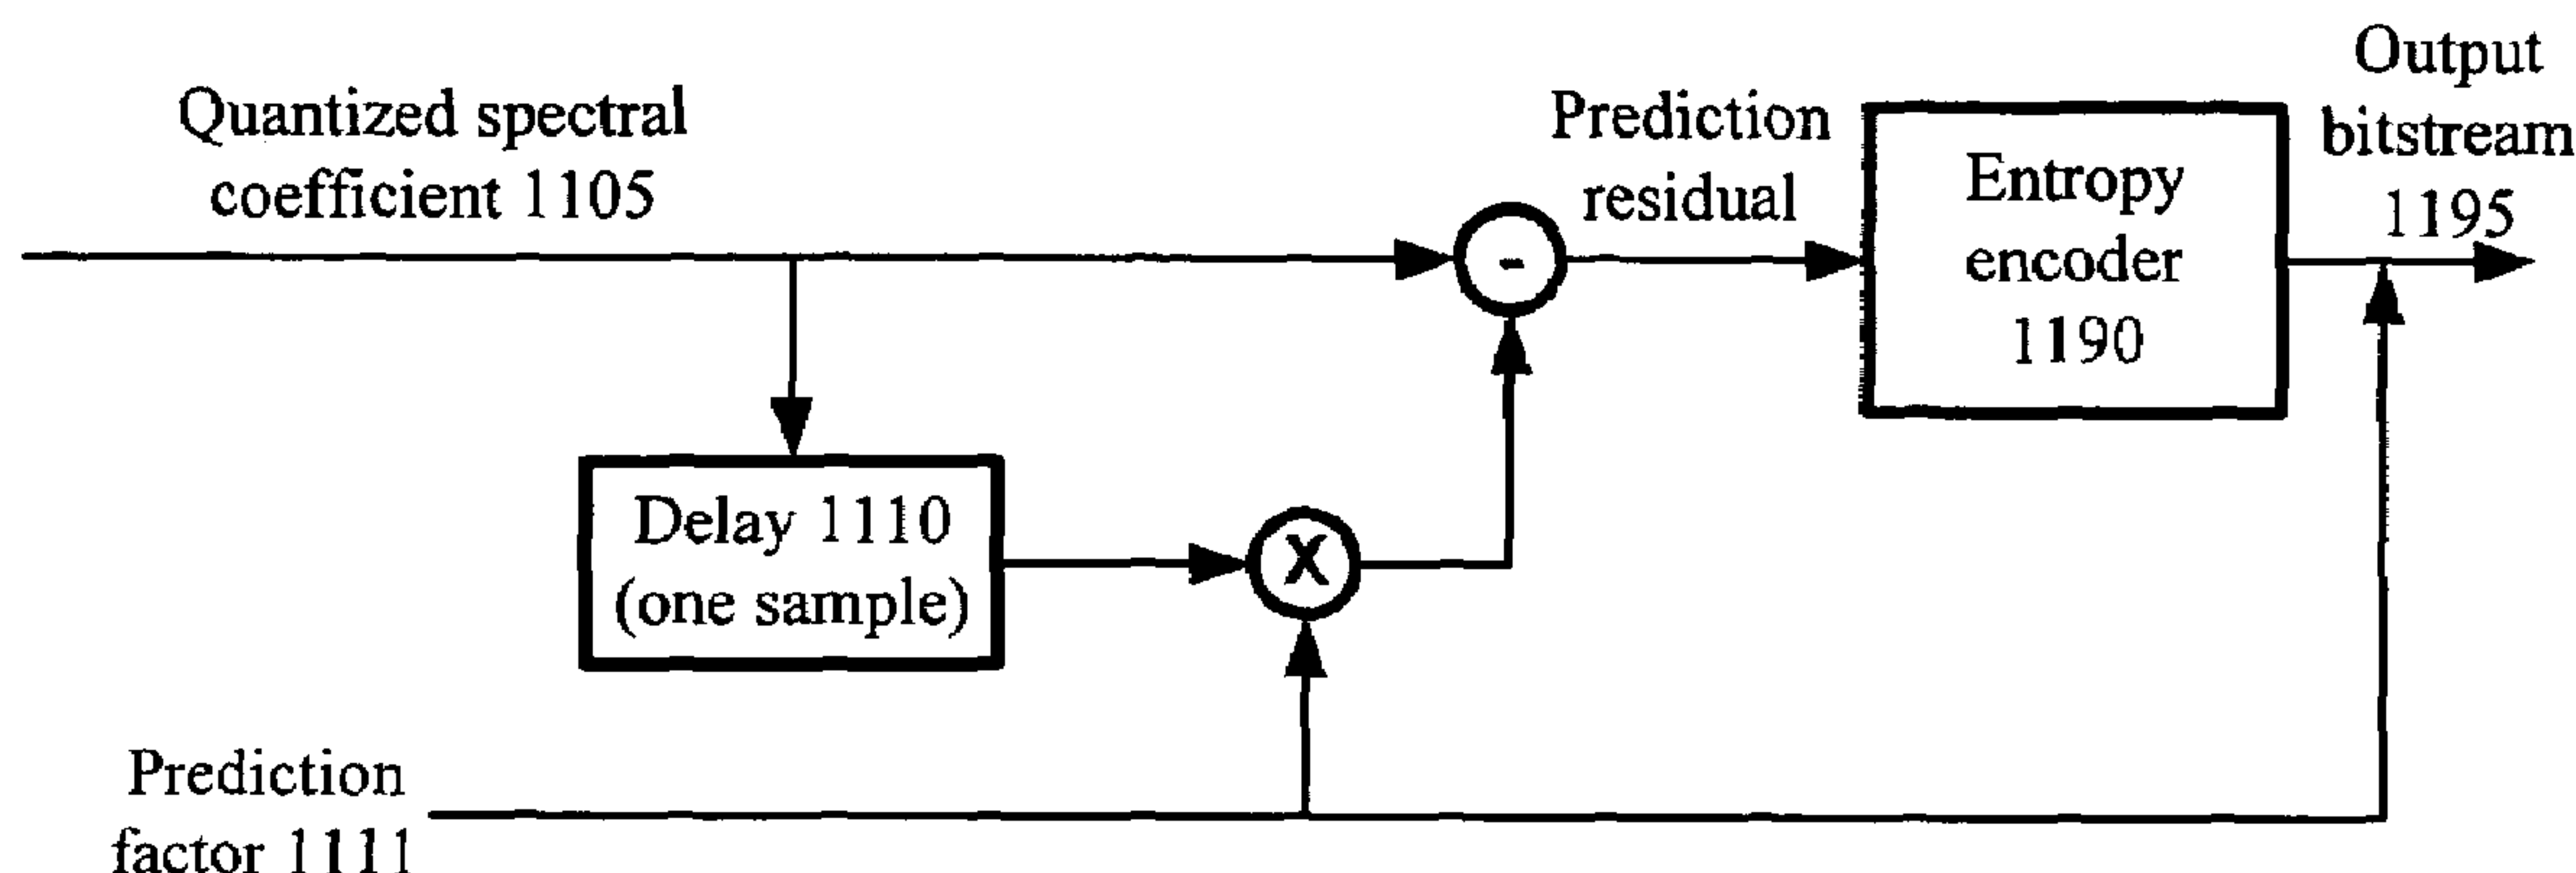 Quantized spectral
coefficient 1105
Prediction
residual
Entropy
encoder
1190
Output
bitstream
1195
-
Delay 1110
(one sample)
X
Prediction
factor 1111